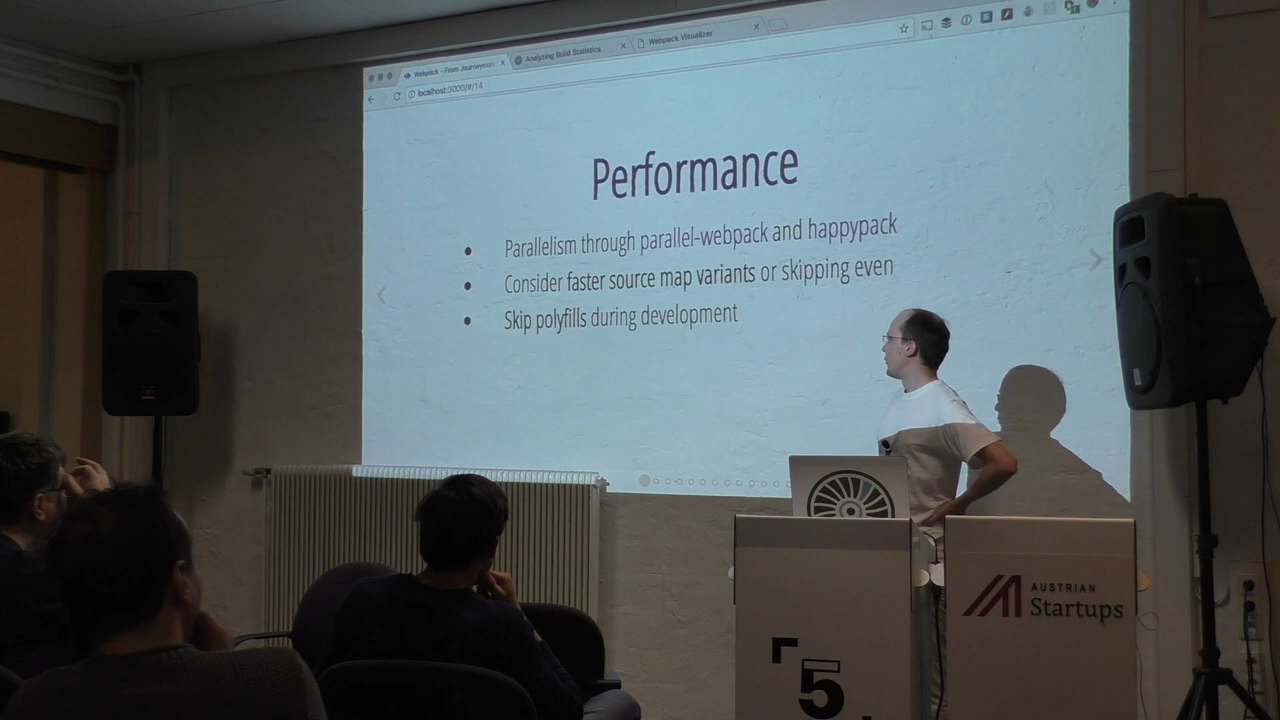 Webpack - From Journeyman
Analyzing Build Statistics
Webpack Visualizer
localhost:3000/#/14
Performance
Parallelism through parallel-webpack and happypack
Consider faster source map variants or skipping even
Skip polyfills during development
AUSTRIAN
Startups
5